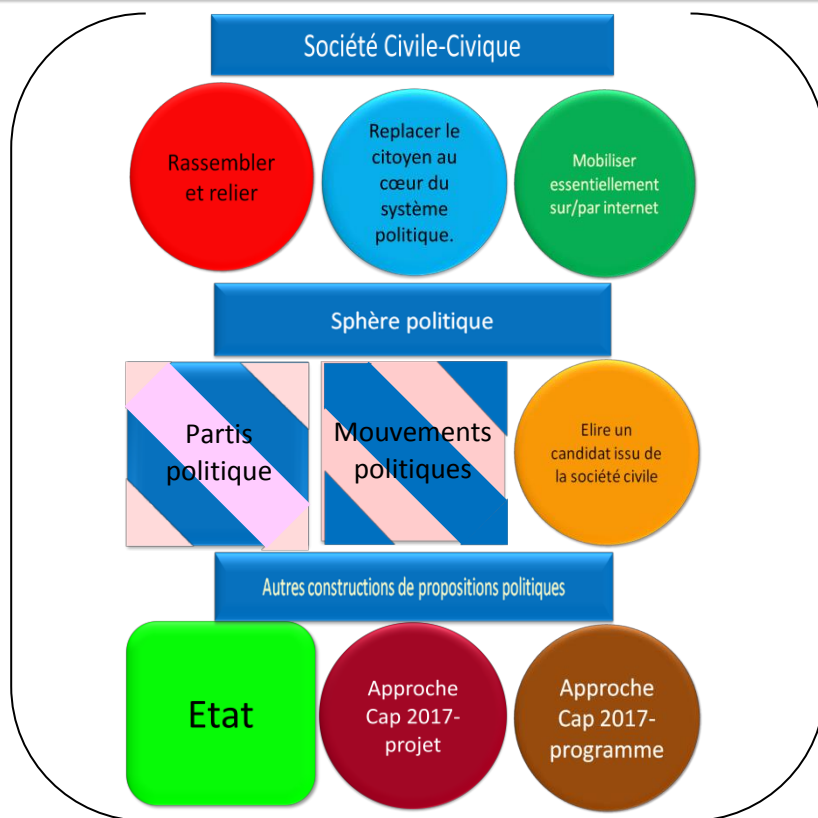 Société Civile-Civique
Rassembler
et relier
Replacer le
citoyen au
cœur du
système
politique.
Mobiliser
essentiellement
sur/par internet
Sphère politique
Partis
politique
Mouvements
politiques
Elire un
candidat issu de
la société civile
Autres constructions de propositions politiques
Etat
Approche
Cap 2017-
projet
Approche
Cap 2017-
programme